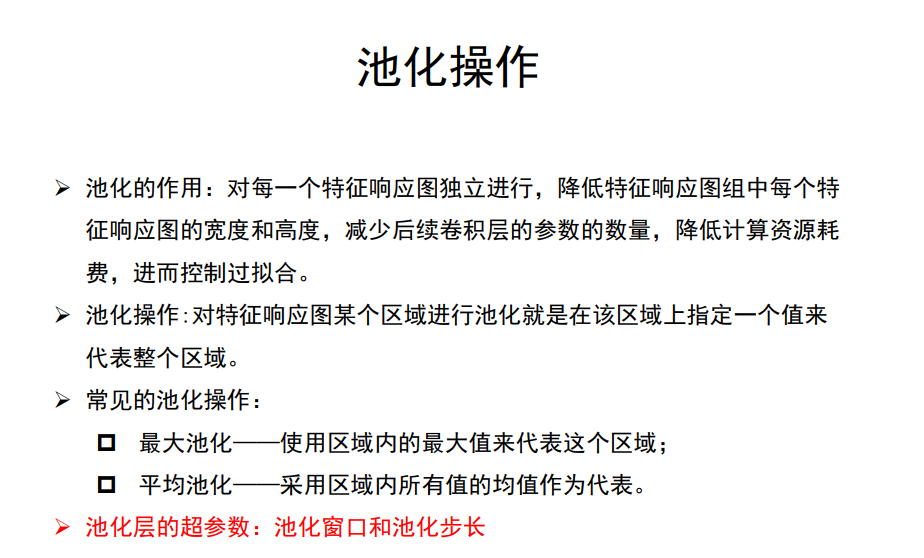 池化操作
池化的作用：对每一个特征响应图独立进行，降低特征响应图组中每个特
征响应图的宽度和高度，减少后续卷积层的参数的数量，降低计算资源耗
费，进而控制过拟合。
池化操作:对特征响应图某个区域进行池化就是在该区域上指定一个值来
代表整个区域。
常见的池化操作：
最大池化——使用区域内的最大值来代表这个区域；
平均池化——采用区域内所有值的均值作为代表。
池化层的超参数：池化窗口和池化步长